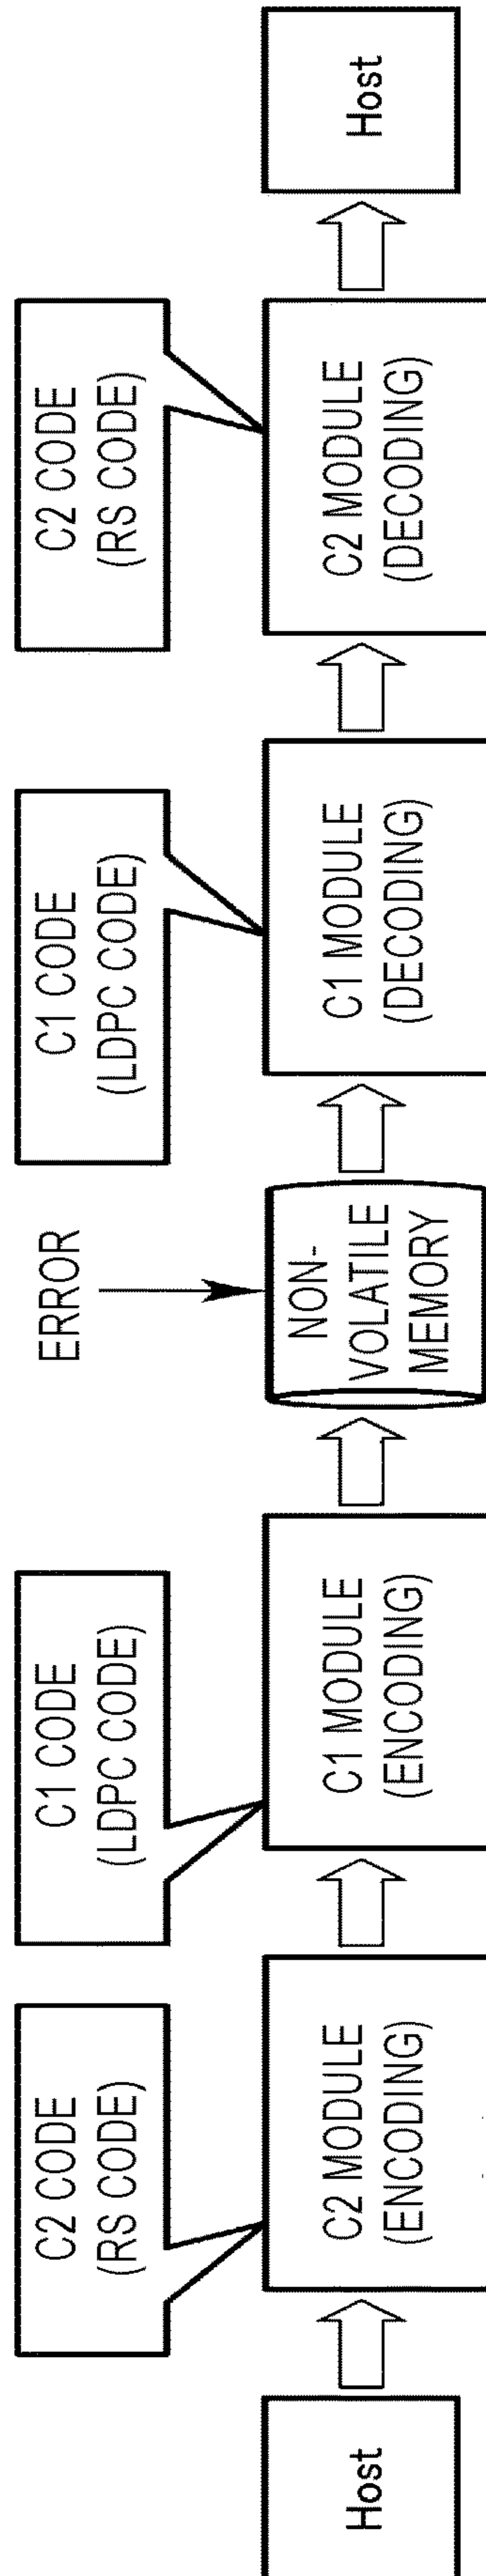 C2 CODE
(RS CODE)
C1 CODE
(LDPC CODE)
ERROR
C1 CODE
(LDPC CODE)
C2 CODE
(RS CODE)
Host
C2 MODULE
(ENCODING)
C1 MODULE
(ENCODING)
NON-
VOLATILE
MEMORY
C1 MODULE
(DECODING)
C2 MODULE
(DECODING)
Host